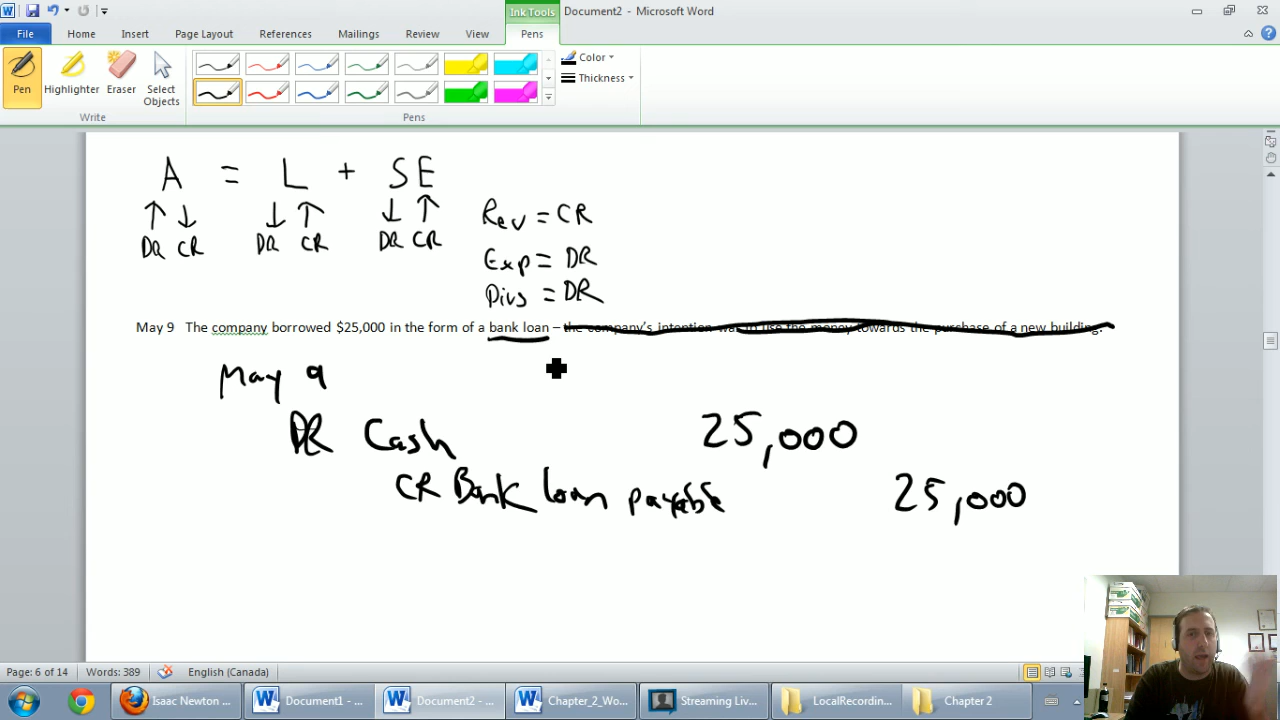 Ink Tools
Document2 - Microsoft Word
File Home Insert Page Layout References Mailings Review View Pens
Pen Highlighter Eraser Select Objects
Color
Thickness
Write
Pens
A = L + SE
DR CR DR CR DR CR
Rev = CR
Exp = DR
Divs = DR
May 9 The company borrowed $25,000 in the form of a bank loan – the company's intention was to use the money towards the purchase of a new building.
May 9
DR Cash 25,000
CR Bank loan payable 25,000
Page: 6 of 14 Words: 389 English (Canada)
Isaac Newton ... Document1 - ... Document2 - ... Chapter_2_Wo... Streaming Liv... LocalRecordin... Chapter 2